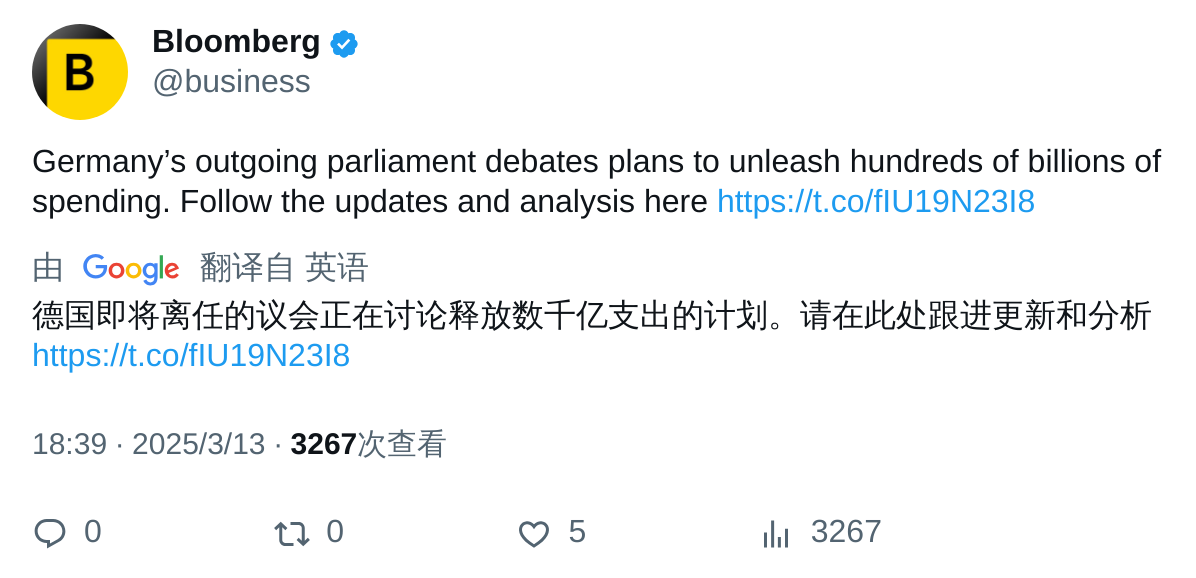 B
Bloomberg
@business
Germany’s outgoing parliament debates plans to unleash hundreds of billions of
spending. Follow the updates and analysis here https://t.co/fIU19N23I8
由 Google 翻译自 英语
德国即将离任的议会正在讨论释放数千亿支出的计划。请在此处跟进更新和分析
https://t.co/fIU19N23I8
18:39 · 2025/3/13 · 3267次查看
0 0 5 3267